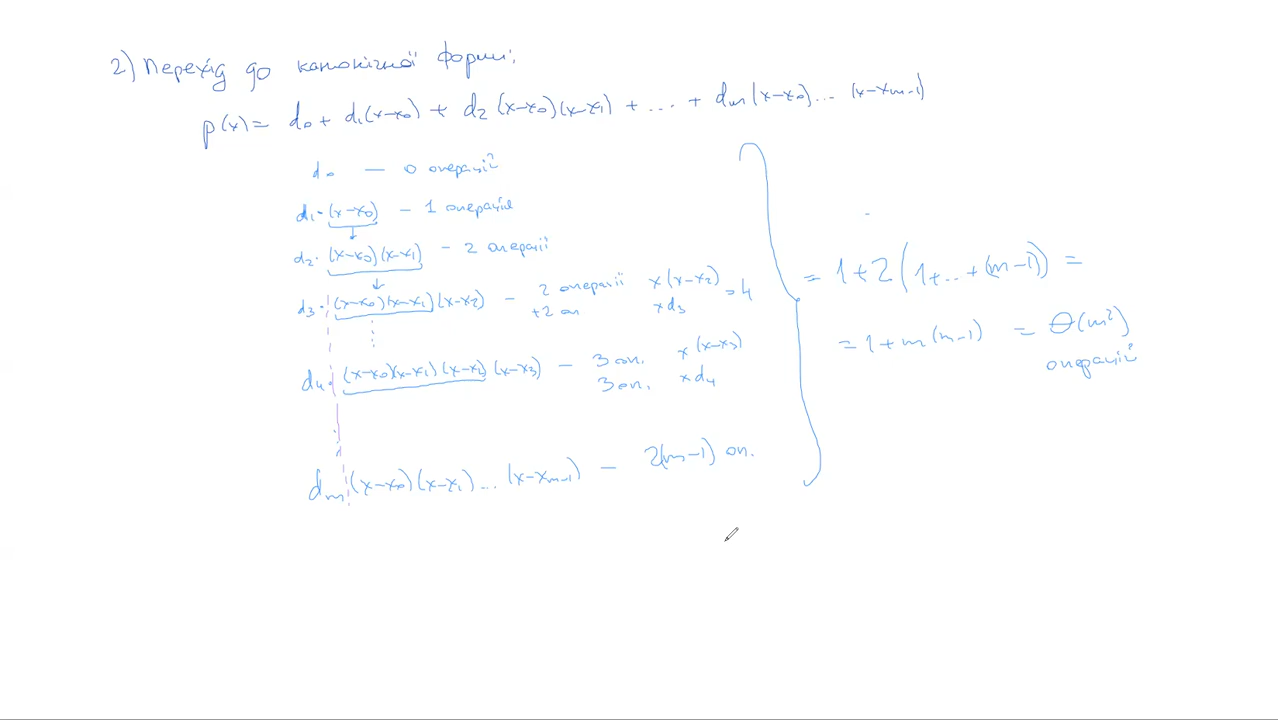 2) Перехід до канонічної форми:
p(x) = d₀ + d₁(x-x₀) + d₂(x-x₀)(x-x₁) + ... + dₘ(x-x₀)...(x-xₘ₋₁)
d₀ — 0 операцій
d₁·(x-x₀) — 1 операція
d₂·(x-x₀)(x-x₁) — 2 операції
d₃·(x-x₀)(x-x₁)(x-x₂) — 2 операції x(x-x₂)
+2 оп xd₃ = 4
d₄·(x-x₀)(x-x₁)(x-x₂)(x-x₃) — 3 оп. x(x-x₃)
3 оп. xd₄
dₘ(x-x₀)(x-x₁)...(x-xₘ₋₁) — 2(m-1) оп.
= 1+2(1+...+(m-1)) =
= 1+m(m-1) = Θ(m²)
операцій